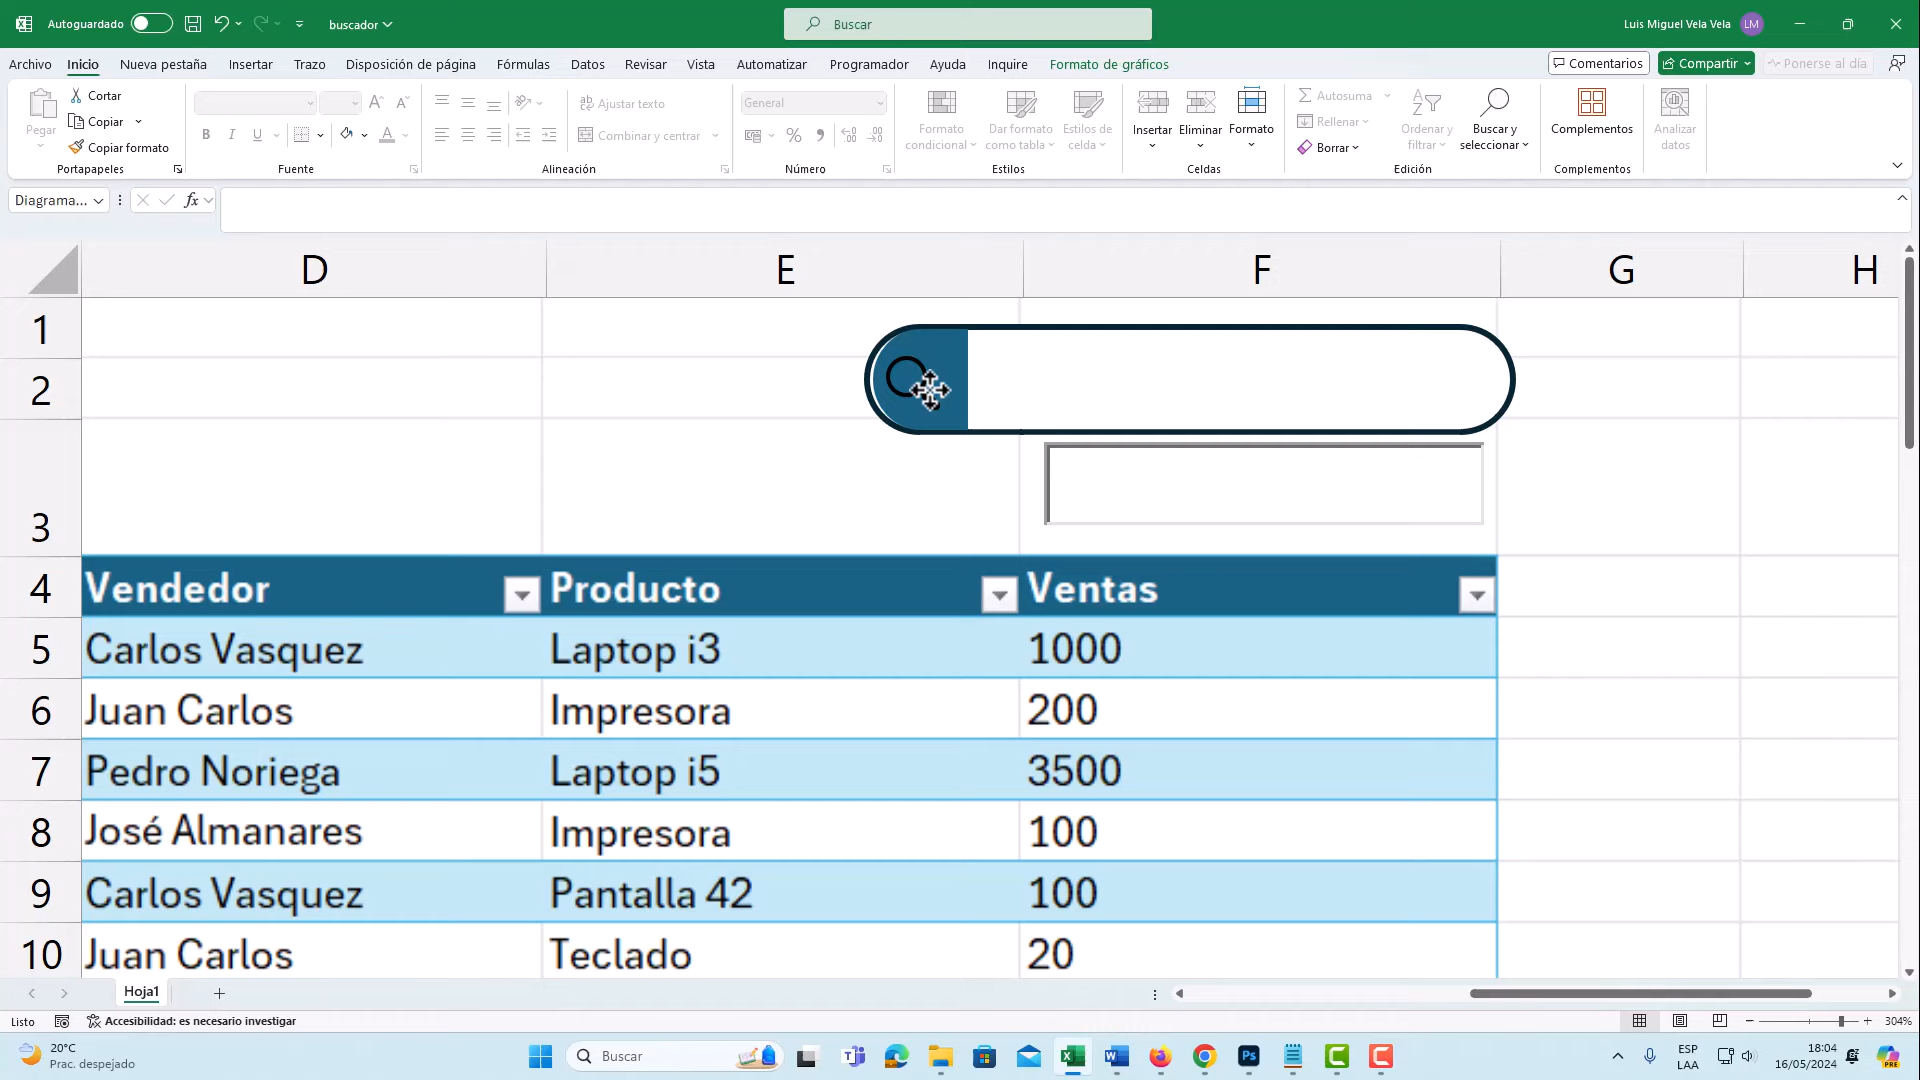 Autoguardado
buscador
Buscar
Luis Miguel Vela Vela
LM
Archivo
Inicio
Nueva pestaña
Insertar
Trazo
Disposición de página
Fórmulas
Datos
Revisar
Vista
Automatizar
Programador
Ayuda
Inquire
Formato de gráficos
Comentarios
Compartir
Ponerse al día
Pegar
Cortar
Copiar
Copiar formato
Portapapeles
N
K
S
Fuente
Ajustar texto
Combinar y centrar
Alineación
General
Número
Formato
condicional
Dar formato
como tabla
Estilos de
celda
Estilos
Insertar
Eliminar
Formato
Celdas
Autosuma
Rellenar
Borrar
Ordenar y
filtrar
Buscar y
seleccionar
Edición
Complementos
Complementos
Analizar
datos
Diagrama...
fx
D E F G H
1
2
3
4 Vendedor Producto Ventas
5 Carlos Vasquez Laptop i3 1000
6 Juan Carlos Impresora 200
7 Pedro Noriega Laptop i5 3500
8 José Almanares Impresora 100
9 Carlos Vasquez Pantalla 42 100
10 Juan Carlos Teclado 20
Hoja1
Listo
Accesibilidad: es necesario investigar
304%
20°C
Prac. despejado
Buscar
ESP
LAA
18:04
16/05/2024